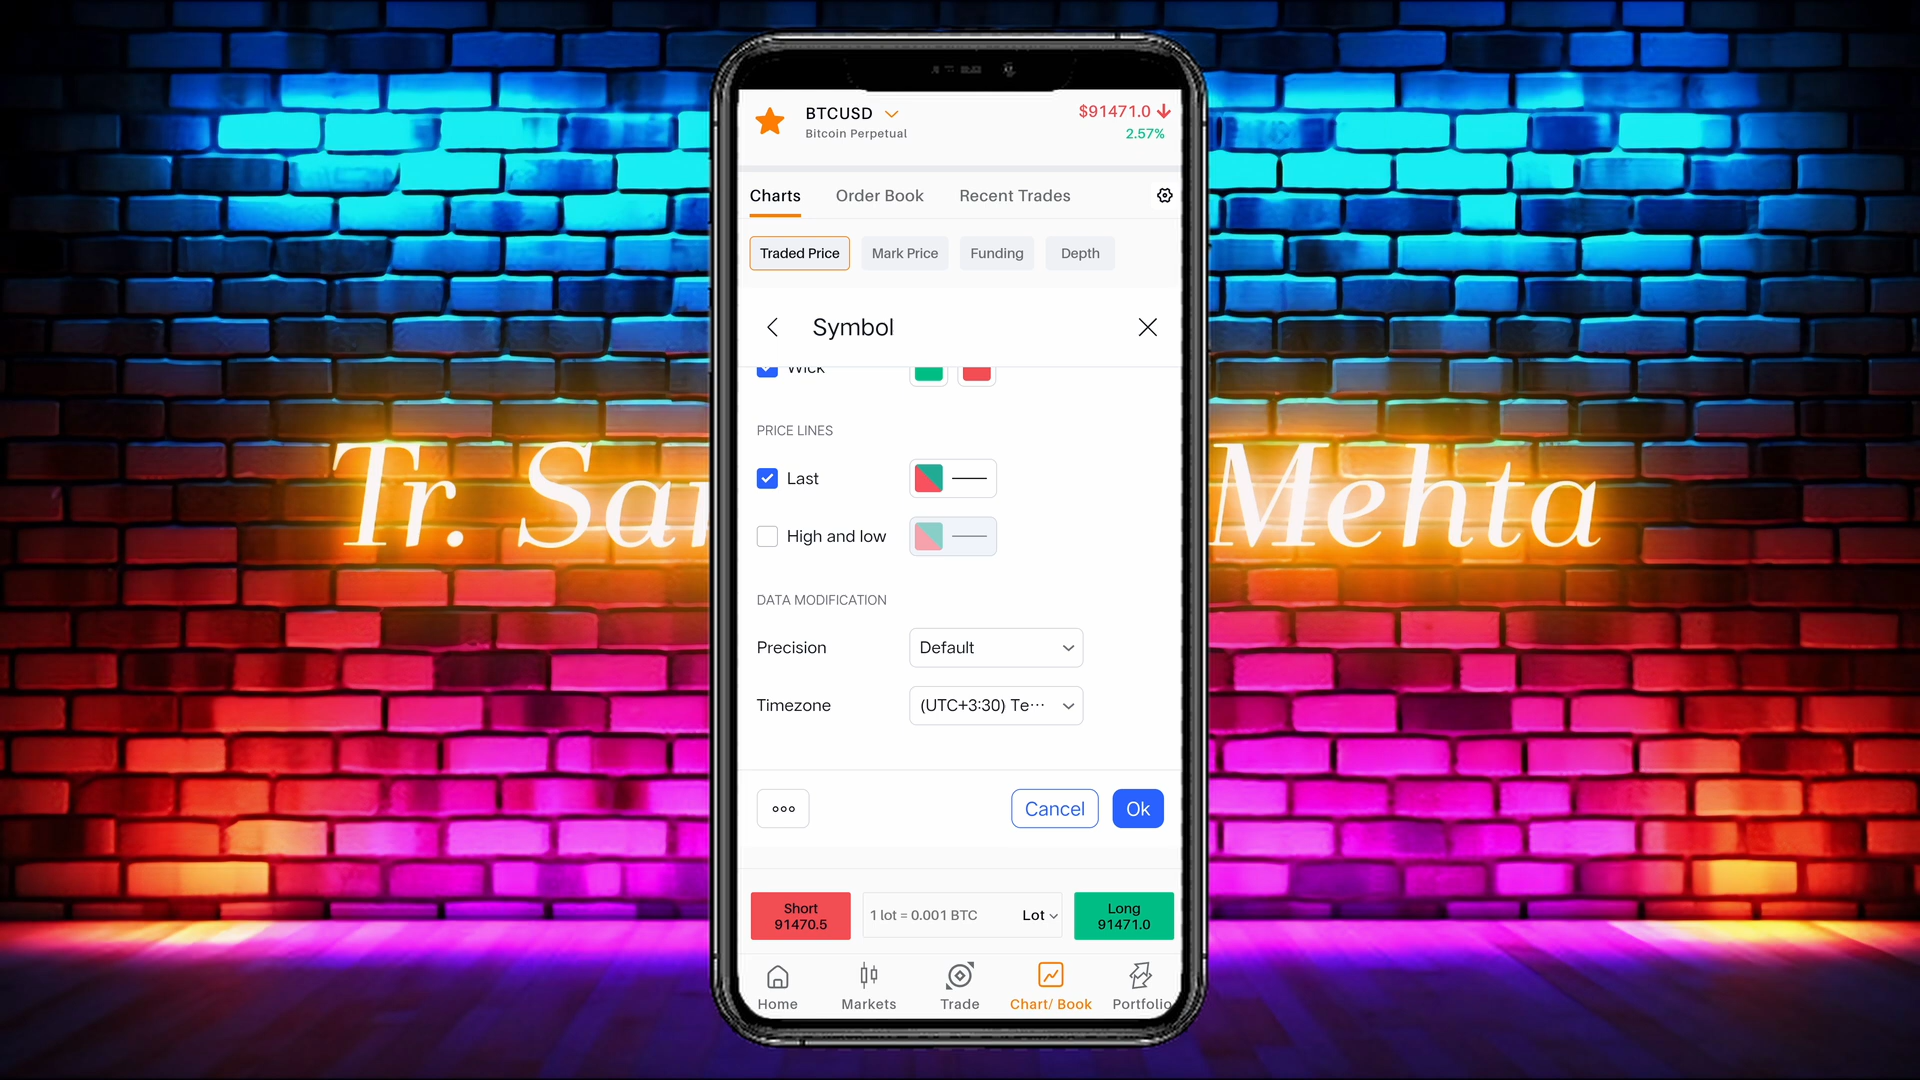 BTCUSD
$91471.0
Bitcoin Perpetual
2.57%
Charts
Order Book
Recent Trades
Traded Price
Mark Price
Funding
Depth
Symbol
Wick
PRICE LINES
Last
High and low
DATA MODIFICATION
Precision
Default
Timezone
(UTC+3:30) Te···
Cancel
Ok
Short
91470.5
1 lot = 0.001 BTC
Lot
Long
91471.0
Home
Markets
Trade
Chart/ Book
Portfolio
Tr. Sa
Mehta